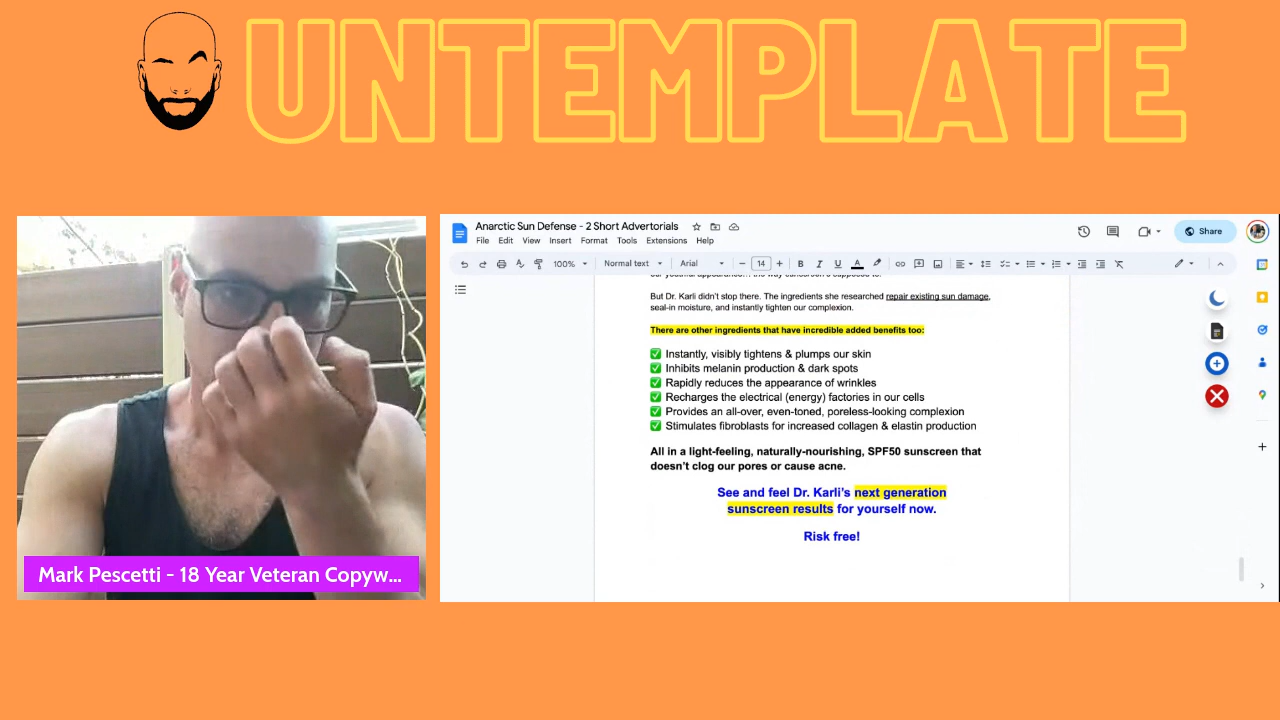 UNTEMPLATE
Anarctic Sun Defense - 2 Short Advertorials
Share
File Edit View Insert Format Tools Extensions Help
100% Normal text Arial 14
But Dr. Karli didn't stop there. The ingredients she researched repair existing sun damage,
seal-in moisture, and instantly tighten our complexion.
There are other ingredients that have incredible added benefits too:
✅ Instantly, visibly tightens & plumps our skin
✅ Inhibits melanin production & dark spots
✅ Rapidly reduces the appearance of wrinkles
✅ Recharges the electrical (energy) factories in our cells
✅ Provides an all-over, even-toned, poreless-looking complexion
✅ Stimulates fibroblasts for increased collagen & elastin production
All in a light-feeling, naturally-nourishing, SPF50 sunscreen that
doesn't clog our pores or cause acne.
See and feel Dr. Karli's next generation
sunscreen results for yourself now.
Risk free!
Mark Pescetti - 18 Year Veteran Copyw...